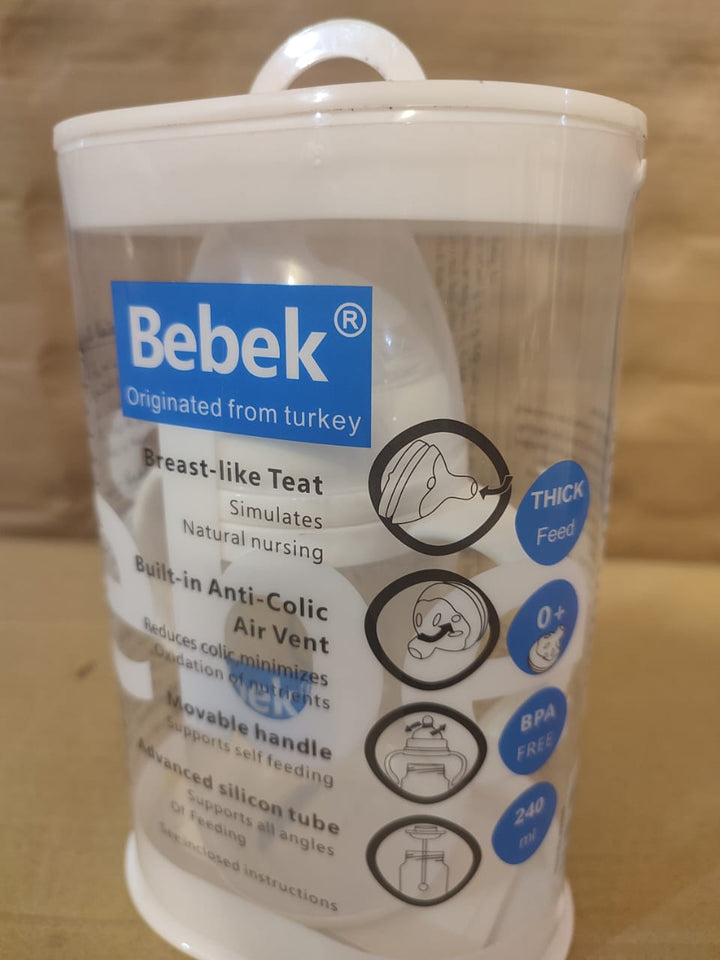 Bebek®
Originated from turkey
Breast-like Teat
Simulates
Natural nursing
THICK
Feed
Built-in Anti-Colic
Air Vent
Reduces colic minimizes
Oxidation of nutrients
0+
Movable handle
Supports self feeding
BPA
FREE
Advanced silicon tube
Supports all angles
Of Feeding
240
ml
See inclosed instructions